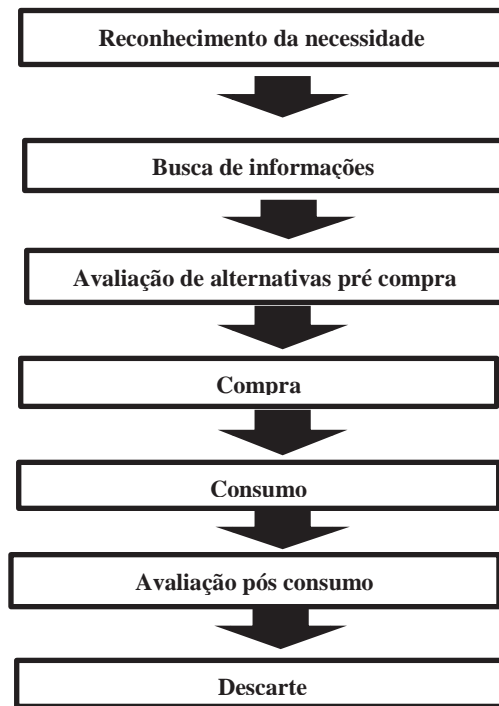 Reconhecimento da necessidade
Busca de informações
Avaliação de alternativas pré compra
Compra
Consumo
Avaliação pós consumo
Descarte